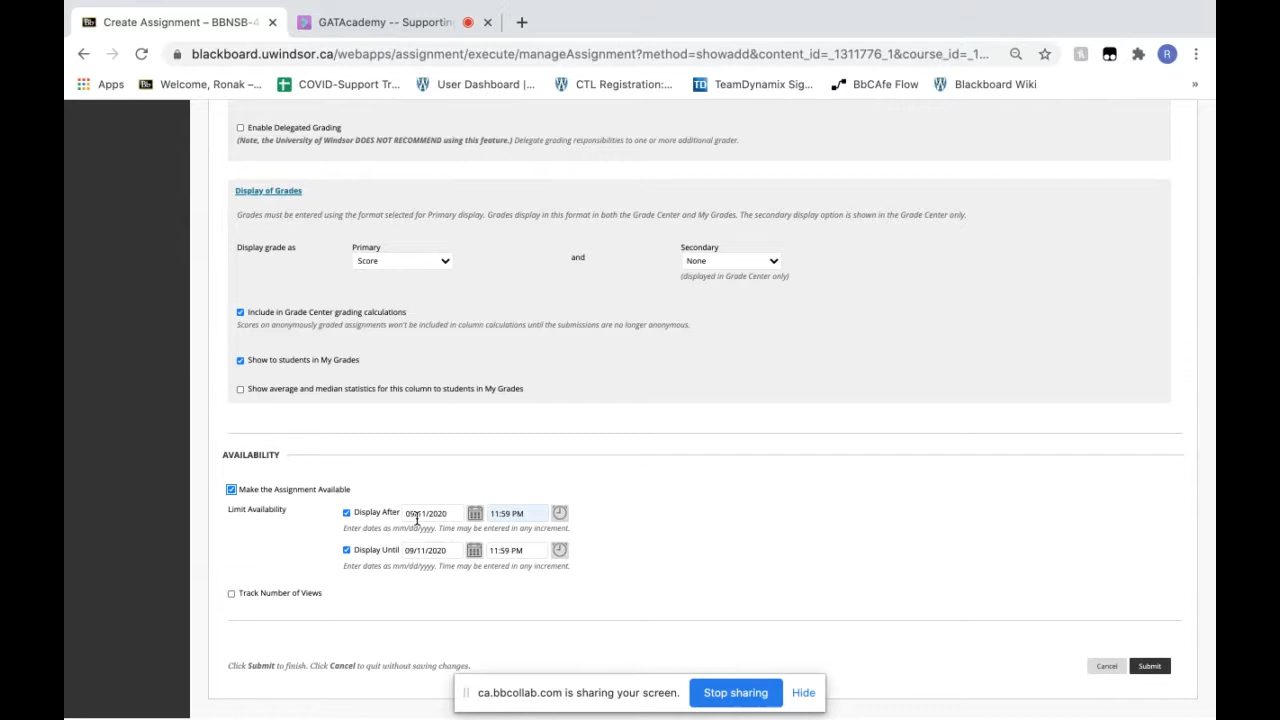 Create Assignment – BBNSB-4
GATAcademy -- Supporting
blackboard.uwindsor.ca/webapps/assignment/execute/manageAssignment?method=showadd&content_id=_1311776_1&course_id=_1...
R
Apps
Bb Welcome, Ronak –...
COVID-Support Tr...
User Dashboard |...
CTL Registration:...
TD TeamDynamix Sig...
BbCAfe Flow
Blackboard Wiki
»
Enable Delegated Grading
(Note, the University of Windsor DOES NOT RECOMMEND using this feature.) Delegate grading responsibilities to one or more additional grader.
Display of Grades
Grades must be entered using the format selected for Primary display. Grades display in this format in both the Grade Center and My Grades. The secondary display option is shown in the Grade Center only.
Display grade as
Primary
Score
and
Secondary
None
(displayed in Grade Center only)
Include in Grade Center grading calculations
Scores on anonymously graded assignments won't be included in column calculations until the submissions are no longer anonymous.
Show to students in My Grades
Show average and median statistics for this column to students in My Grades
AVAILABILITY
Make the Assignment Available
Limit Availability
Display After 09/11/2020 11:59 PM
Enter dates as mm/dd/yyyy. Time may be entered in any increment.
Display Until 09/11/2020 11:59 PM
Enter dates as mm/dd/yyyy. Time may be entered in any increment.
Track Number of Views
Click Submit to finish. Click Cancel to quit without saving changes.
Cancel
Submit
ca.bbcollab.com is sharing your screen.
Stop sharing
Hide